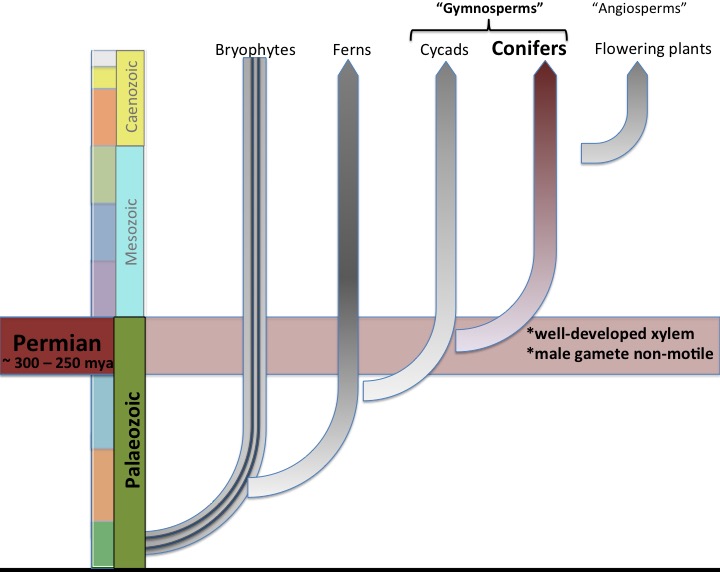 “Gymnosperms”
“Angiosperms”
Bryophytes
Ferns
Cycads
Conifers
Flowering plants
Caenozoic
Mesozoic
Permian
~ 300 – 250 mya
*well-developed xylem
*male gamete non-motile
Palaeozoic